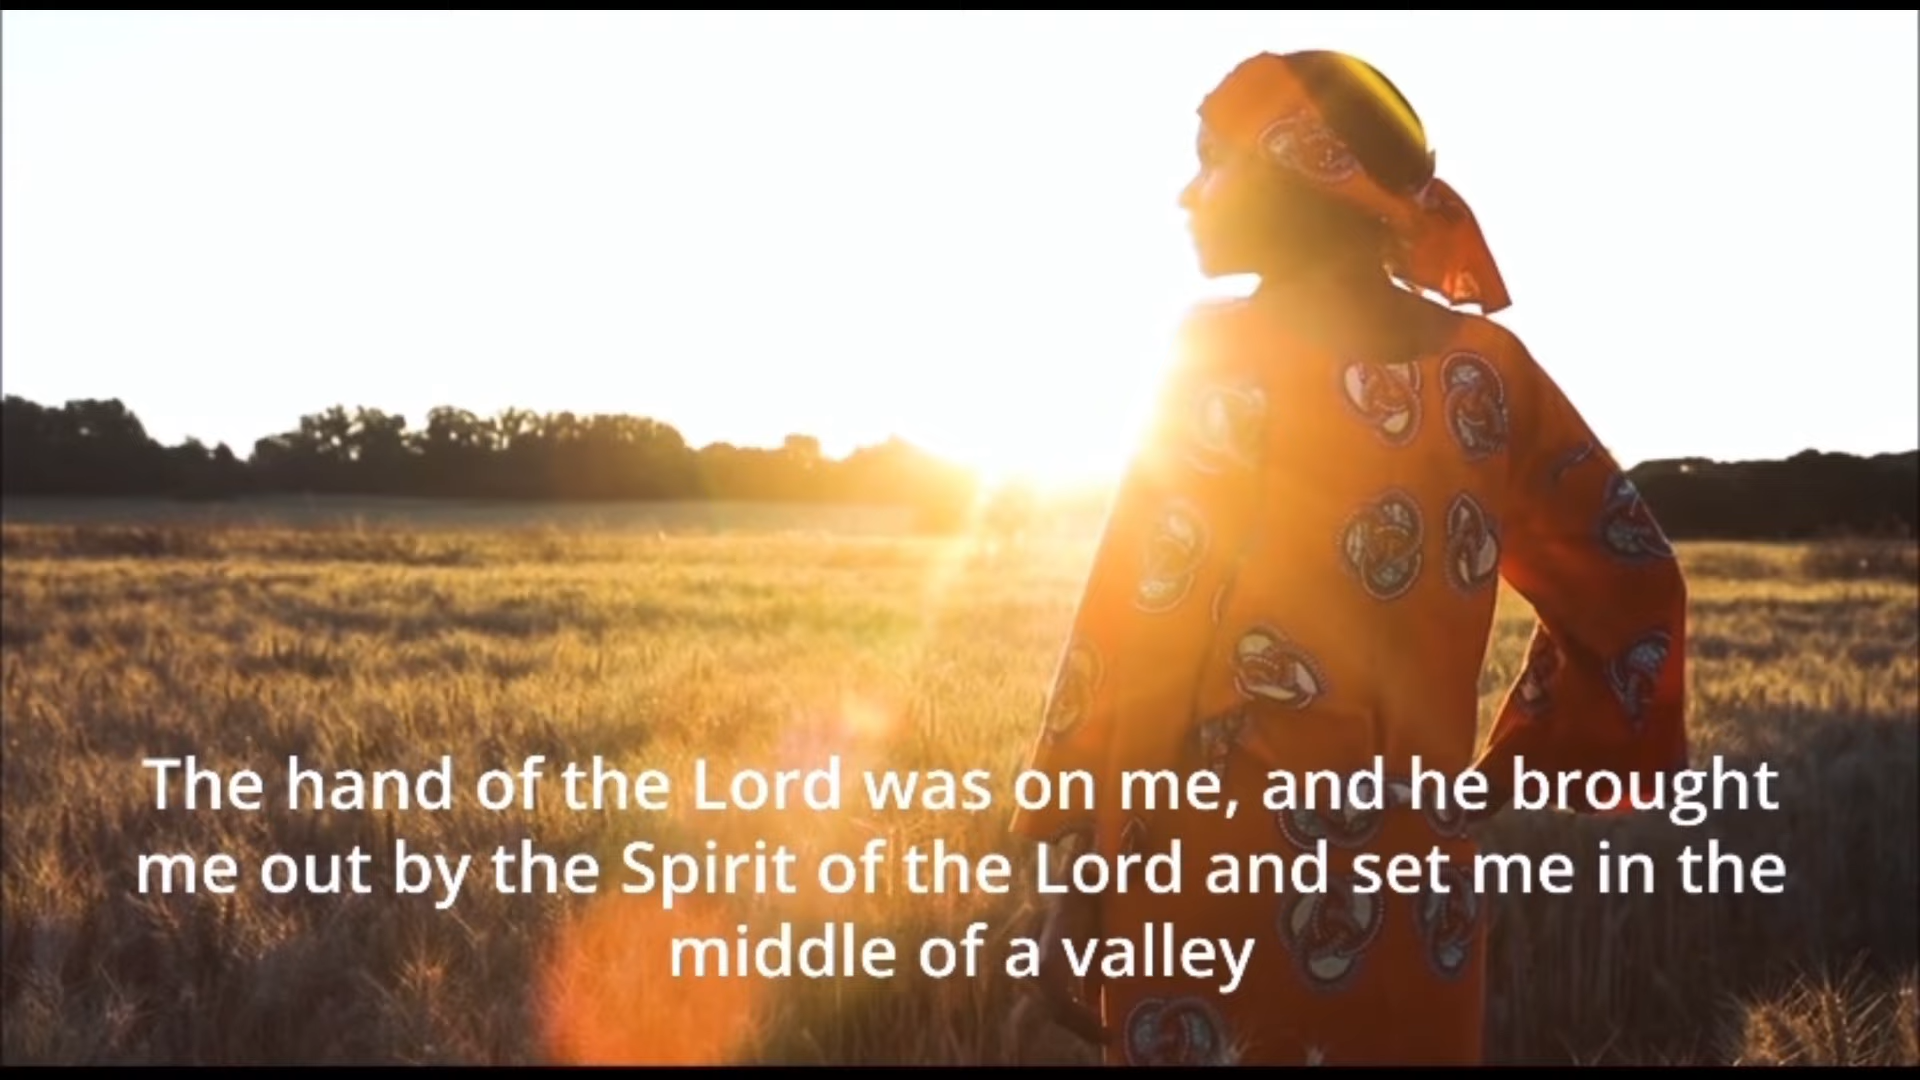 The hand of the Lord was on me, and he brought
me out by the Spirit of the Lord and set me in the
middle of a valley